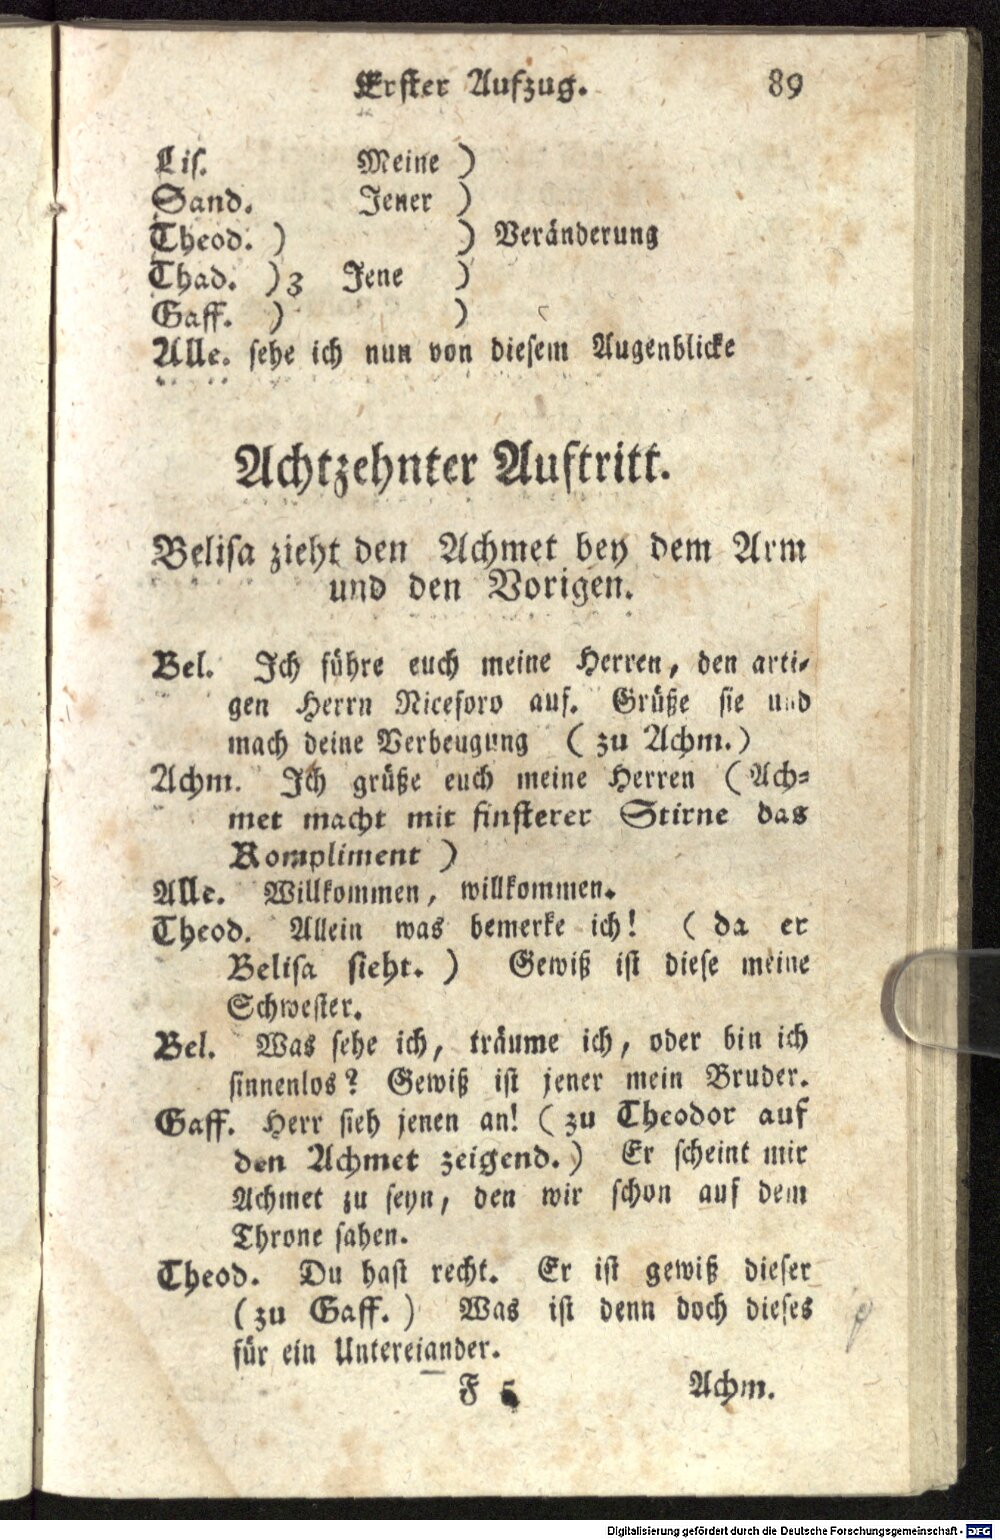 Erster Aufzug. 89
Lis. Meine )
Sand. Jener )
Theod. ) ) Veränderung
Thad. ) 3 Jene )
Gaff. ) )
Alle. sehe ich nun von diesem Augenblicke
Achtzehnter Auftritt.
Belisa zieht den Achmet bey dem Arm
und den Vorigen.
Bel. Ich führe euch meine Herren, den arti-
gen Herrn Niceforo auf. Grüße sie und
mach deine Verbeugung ( zu Achm.)
Achm. Ich grüße euch meine Herren ( Ach-
met macht mit finsterer Stirne das
Kompliment )
Alle. Willkommen, willkommen.
Theod. Allein was bemerke ich! ( da er
Belisa sieht. ) Gewiß ist diese meine
Schwester.
Bel. Was sehe ich, träume ich, oder bin ich
sinnenlos? Gewiß ist jener mein Bruder.
Gaff. Herr sieh jenen an! ( zu Theodor auf
den Achmet zeigend.) Er scheint mir
Achmet zu seyn, den wir schon auf dem
Throne sahen.
Theod. Du hast recht. Er ist gewiß dieser
(zu Gaff.) Was ist denn doch dieses
für ein Untereiander.
F 5 Achm.
Digitalisierung gefördert durch die Deutsche Forschungsgemeinschaft - DFG